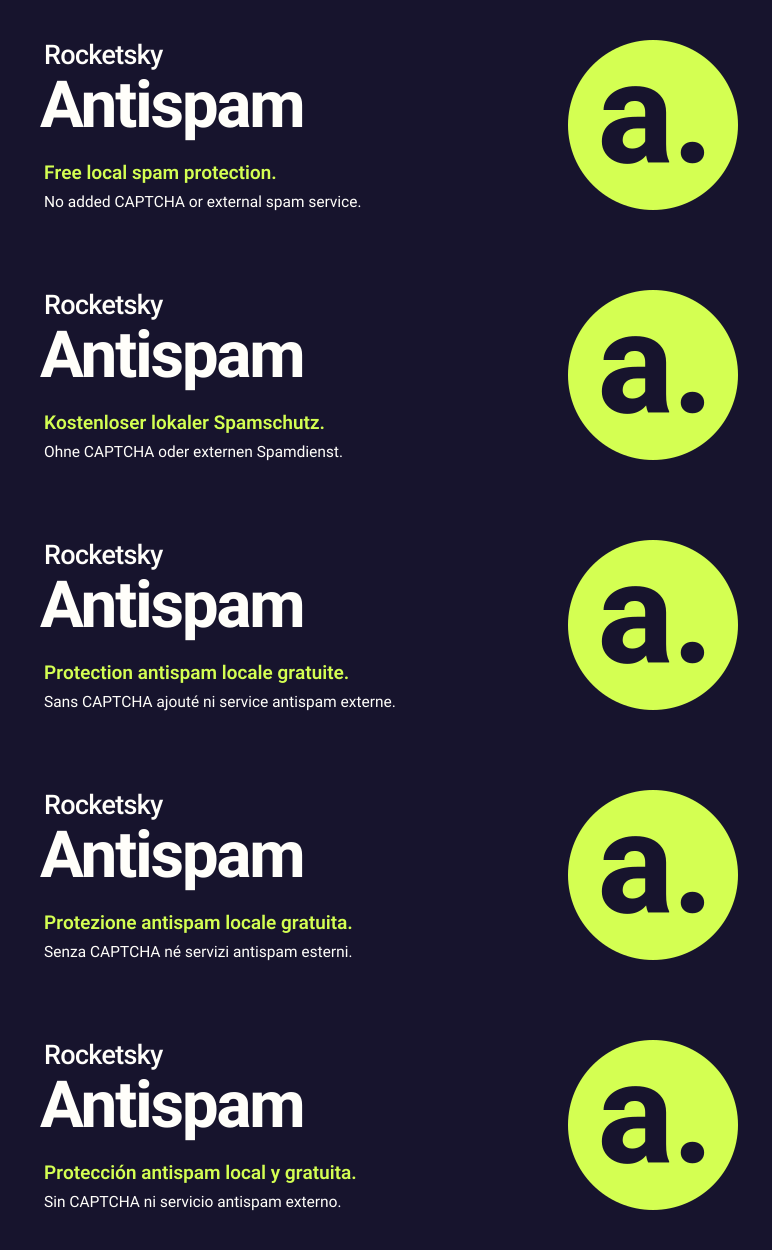 Rocketsky
Antispam
a.
Free local spam protection.
No added CAPTCHA or external spam service.
Rocketsky
Antispam
a.
Kostenloser lokaler Spamschutz.
Ohne CAPTCHA oder externen Spamdienst.
Rocketsky
Antispam
a.
Protection antispam locale gratuite.
Sans CAPTCHA ajouté ni service antispam externe.
Rocketsky
Antispam
a.
Protezione antispam locale gratuita.
Senza CAPTCHA né servizi antispam esterni.
Rocketsky
Antispam
a.
Protección antispam local y gratuita.
Sin CAPTCHA ni servicio antispam externo.